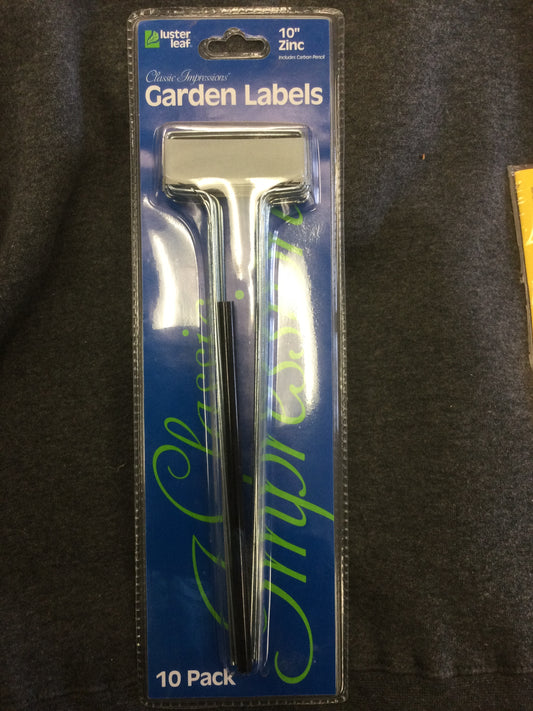 luster
leaf
10"
Zinc
Includes Carbon Pencil
Classic Impressions
Garden Labels
Classic
Impressions
10 Pack